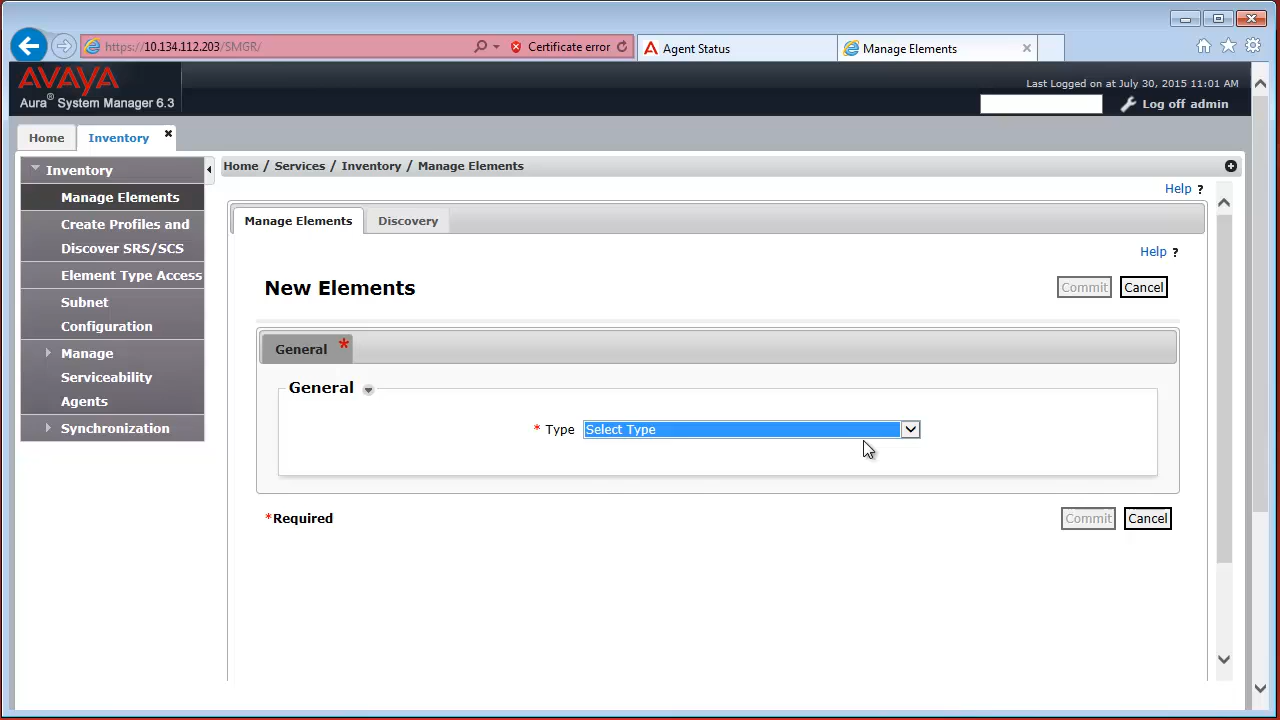 https://10.134.112.203/SMGR/
Certificate error
Agent Status
Manage Elements
AVAYA
Aura® System Manager 6.3
Last Logged on at July 30, 2015 11:01 AM
Log off admin
Home
Inventory
Inventory
Manage Elements
Create Profiles and
Discover SRS/SCS
Element Type Access
Subnet
Configuration
Manage
Serviceability
Agents
Synchronization
Home / Services / Inventory / Manage Elements
Help ?
Manage Elements
Discovery
Help ?
New Elements
Commit
Cancel
General *
General
* Type
Select Type
*Required
Commit
Cancel